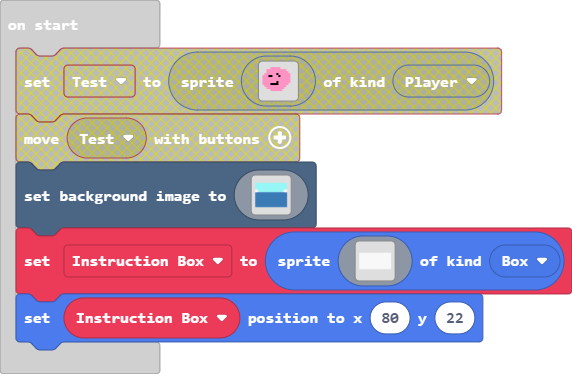 on start
set Test to sprite of kind Player
move Test with buttons
set background image to
set Instruction Box to sprite of kind Box
set Instruction Box position to x 80 y 22